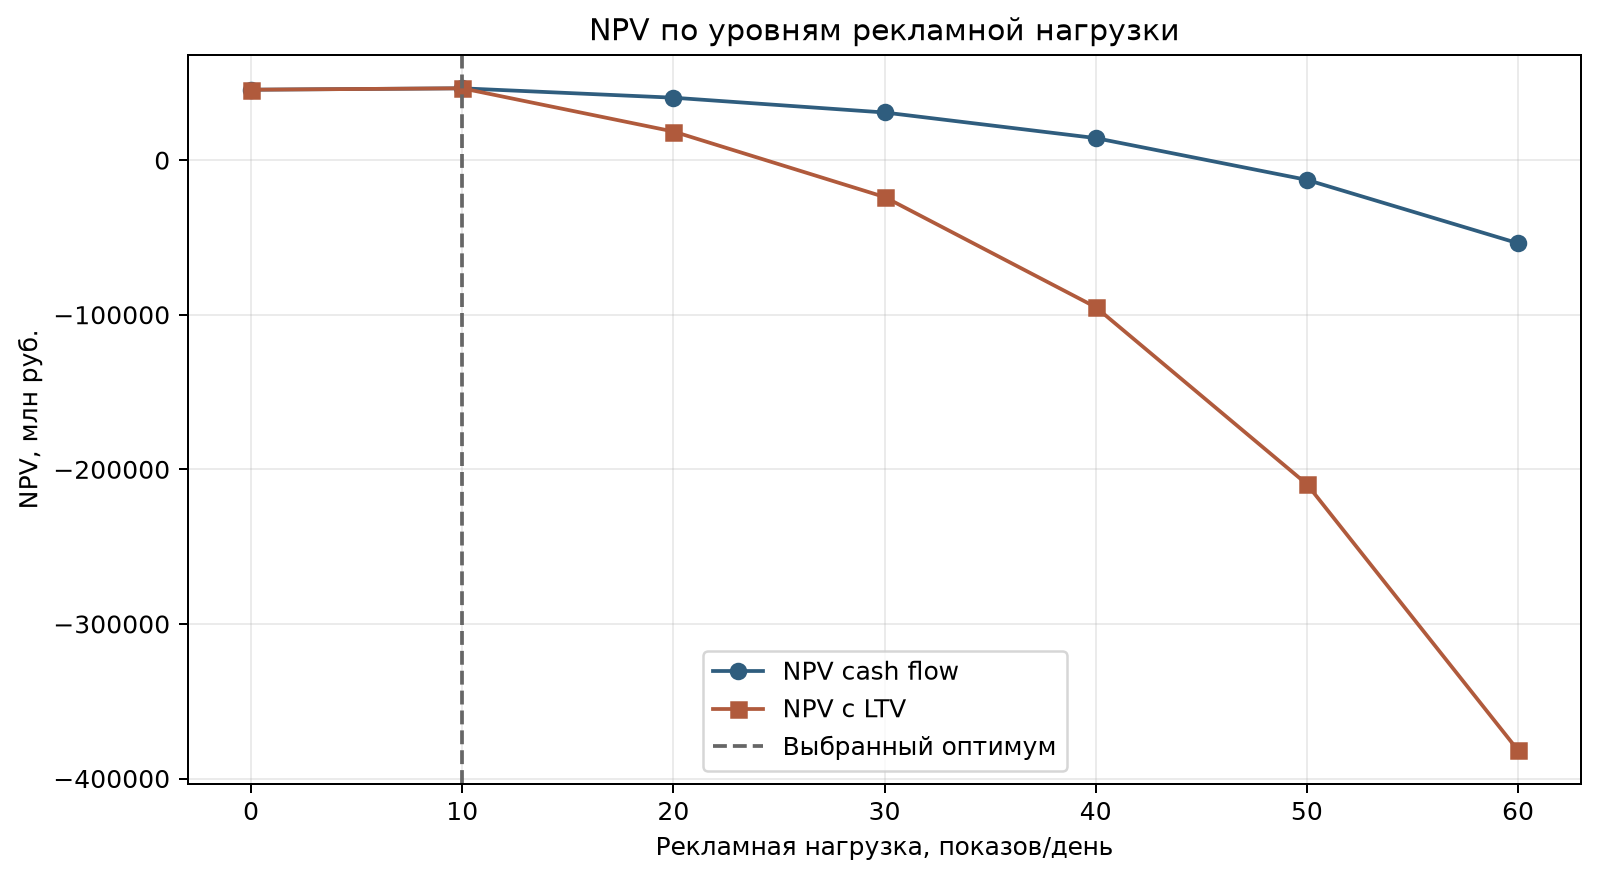 NPV по уровням рекламной нагрузки
NPV, млн руб.
0
−100000
−200000
−300000
−400000
NPV cash flow
NPV с LTV
Выбранный оптимум
0 10 20 30 40 50 60
Рекламная нагрузка, показов/день